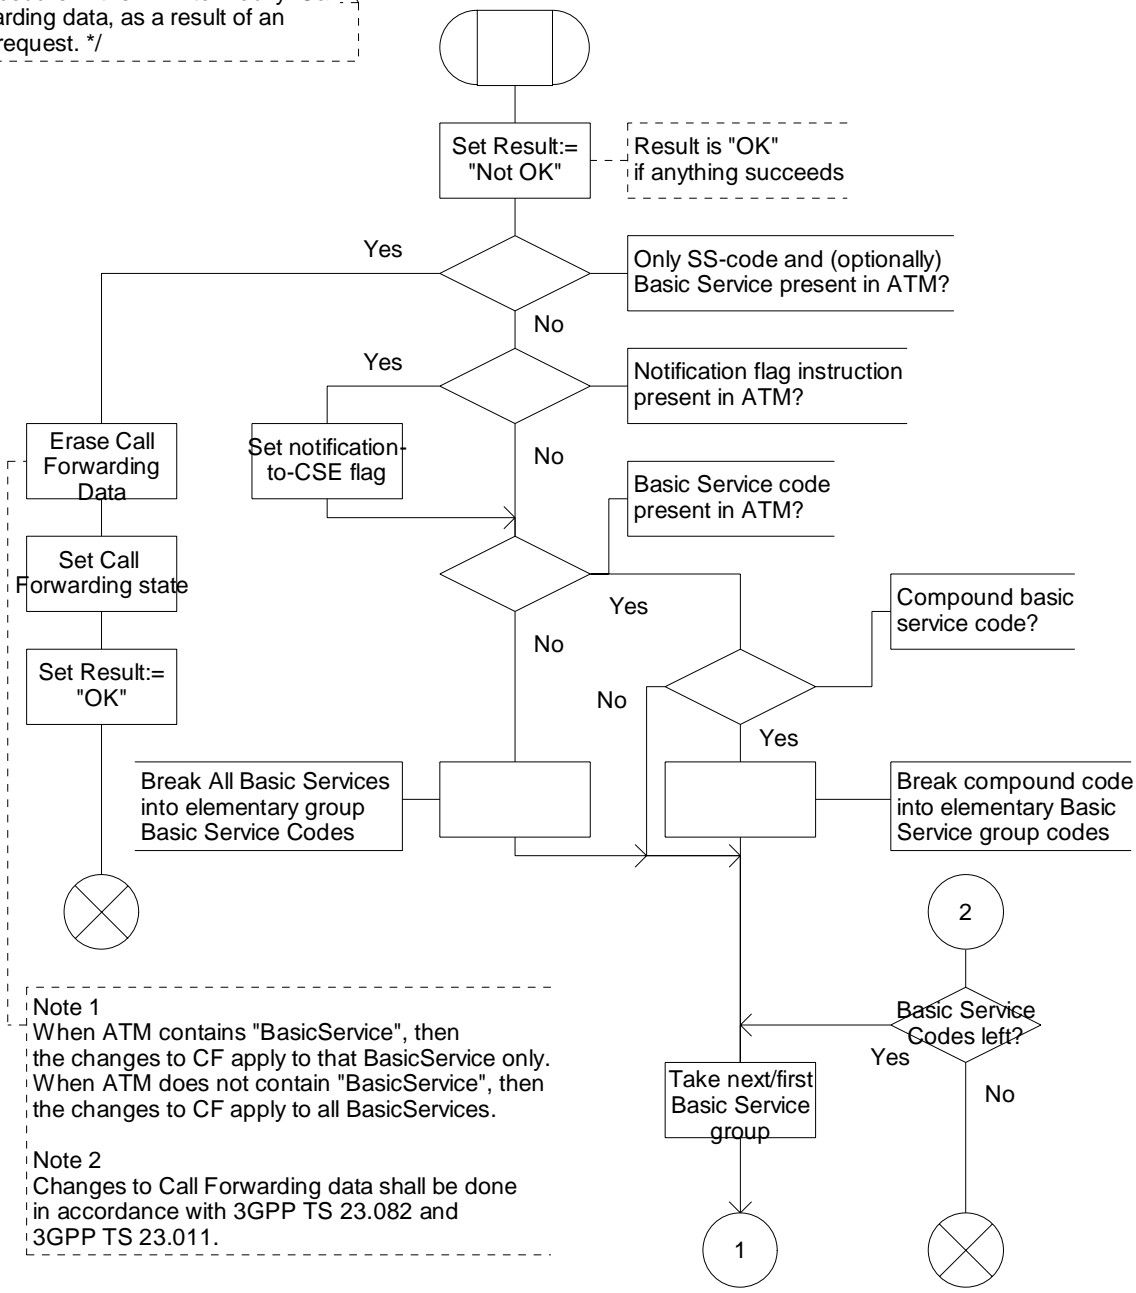 arding data, as a result of an
request. */
Set Result:=
"Not OK"
Result is "OK"
if anything succeeds
Yes
Only SS-code and (optionally)
Basic Service present in ATM?
No
Yes
Notification flag instruction
present in ATM?
Erase Call
Forwarding
Data
Set notification-
to-CSE flag
No
Basic Service code
present in ATM?
Set Call
Forwarding state
Yes
Compound basic
service code?
No
Set Result:=
"OK"
No
Yes
Break All Basic Services
into elementary group
Basic Service Codes
Break compound code
into elementary Basic
Service group codes
2
Note 1
When ATM contains "BasicService", then
the changes to CF apply to that BasicService only.
When ATM does not contain "BasicService", then
the changes to CF apply to all BasicServices.
Note 2
Changes to Call Forwarding data shall be done
in accordance with 3GPP TS 23.082 and
3GPP TS 23.011.
Basic Service
Codes left?
Yes
No
Take next/first
Basic Service
group
1